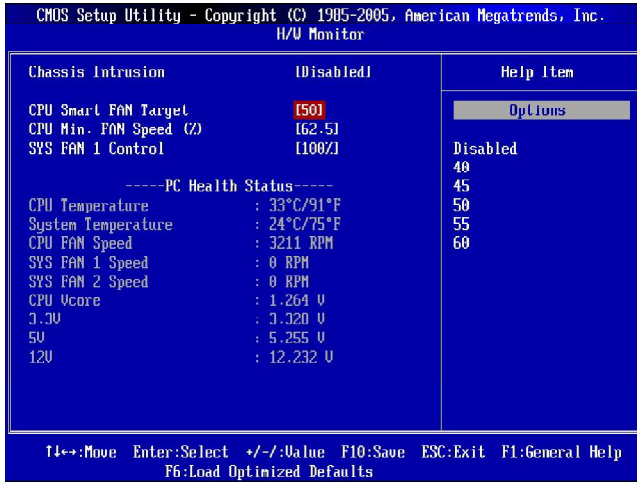 CMOS Setup Utility - Copyright (C) 1985-2005, American Megatrends, Inc.
H/W Monitor
Chassis Intrusion [Disabled]
Help Item
CPU Smart FAN Target [50]
Options
CPU Min. FAN Speed (%) [62.5]
SYS FAN 1 Control [100%]
Disabled
40
45
50
55
60
-----PC Health Status-----
CPU Temperature : 33°C/91°F
System Temperature : 24°C/75°F
CPU FAN Speed : 3211 RPM
SYS FAN 1 Speed : 0 RPM
SYS FAN 2 Speed : 0 RPM
CPU Vcore : 1.264 V
3.3V : 3.320 V
5V : 5.255 V
12V : 12.232 V
↑↓←→:Move Enter:Select +/-/:Value F10:Save ESC:Exit F1:General Help
F6:Load Optimized Defaults